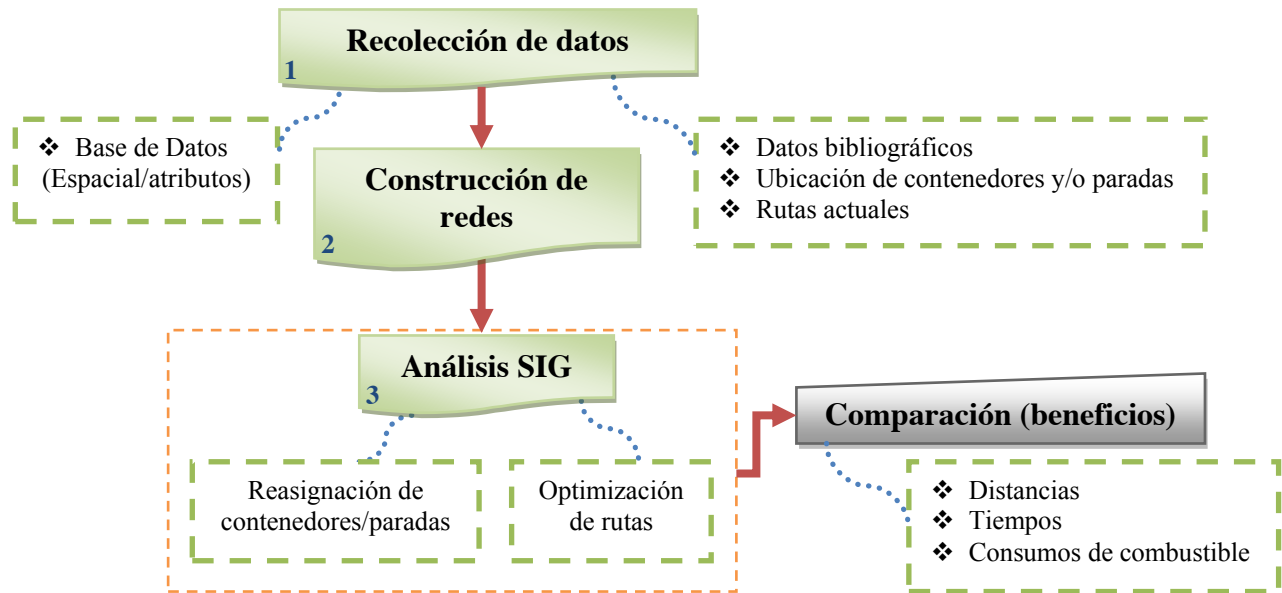 Recolección de datos
1
❖ Base de Datos
(Espacial/atributos)
❖ Datos bibliográficos
❖ Ubicación de contenedores y/o paradas
❖ Rutas actuales
Construcción de
redes
2
Análisis SIG
3
Reasignación de
contenedores/paradas
Optimización
de rutas
Comparación (beneficios)
❖ Distancias
❖ Tiempos
❖ Consumos de combustible